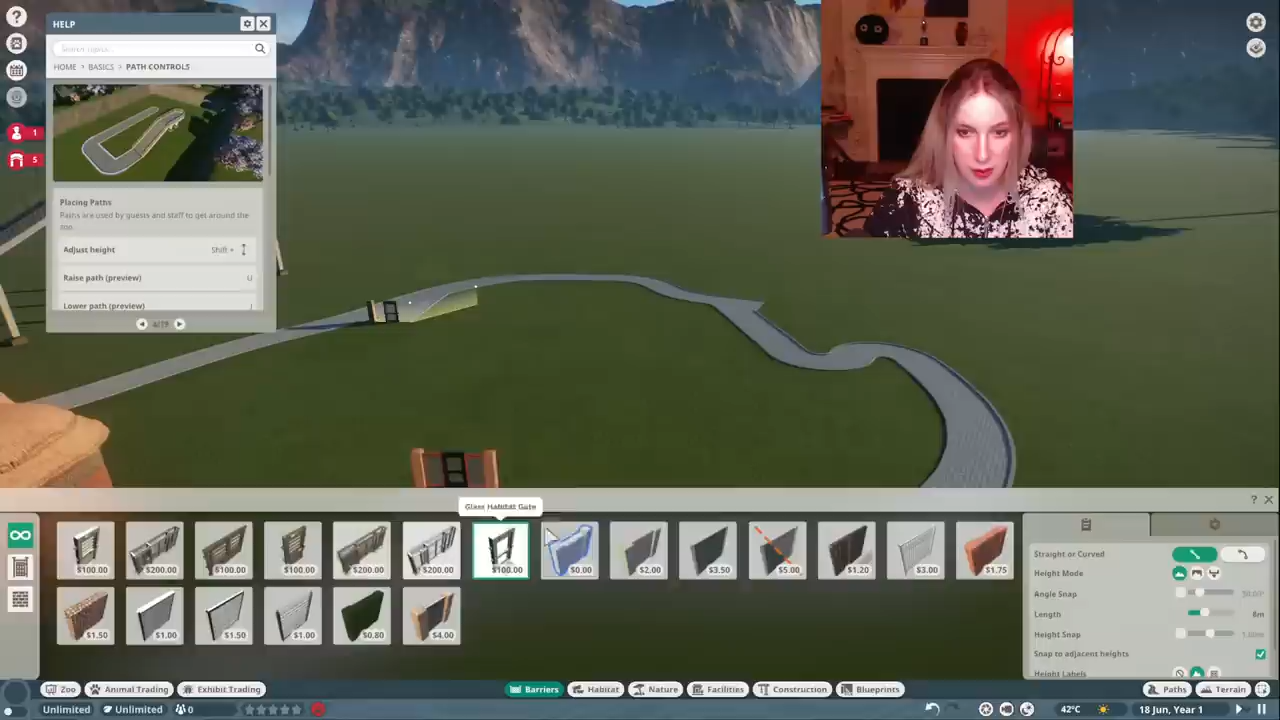 HELP
HOME > BASICS > PATH CONTROLS
Placing Paths
Paths are used by guests and staff to get around the
zoo.
Adjust height Shift +
Raise path (preview) U
Lower path (preview) J
1
5
Glass Habitat Gate
$100.00 $200.00 $100.00 $100.00 $200.00 $200.00 $100.00 $0.00 $2.00 $3.50 $5.00 $1.20 $3.00 $1.75
$1.50 $1.00 $1.50 $1.00 $0.80 $4.00
?
Straight or Curved
Height Mode
Angle Snap
Length 8m
Height Snap
Snap to adjacent heights
Height Labels
Zoo Animal Trading Exhibit Trading Barriers Habitat Nature Facilities Construction Blueprints Paths Terrain
Unlimited Unlimited 0 42°C 18 Jun, Year 1